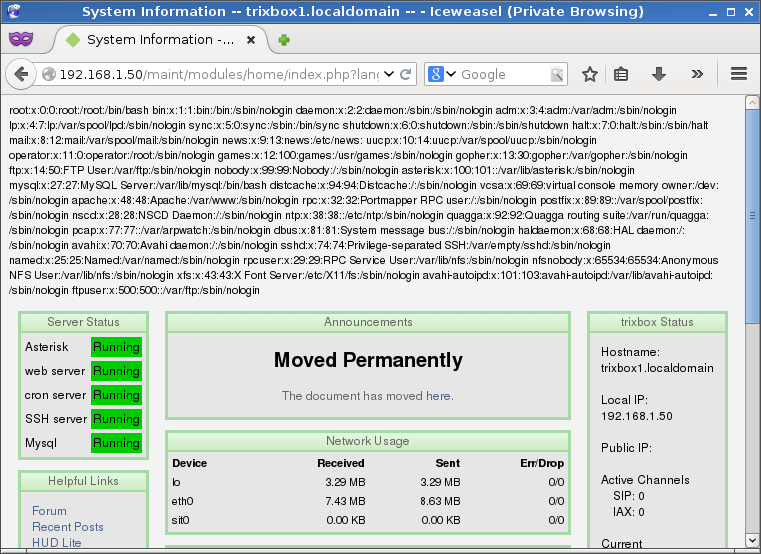 System Information -- trixbox1.localdomain -- - Iceweasel (Private Browsing)
System Information -...
192.168.1.50/maint/modules/home/index.php?lang
Google
root:x:0:0:root:/root:/bin/bash bin:x:1:1:bin:/bin:/sbin/nologin daemon:x:2:2:daemon:/sbin:/sbin/nologin adm:x:3:4:adm:/var/adm:/sbin/nologin
lp:x:4:7:lp:/var/spool/lpd:/sbin/nologin sync:x:5:0:sync:/sbin:/bin/sync shutdown:x:6:0:shutdown:/sbin:/sbin/shutdown halt:x:7:0:halt:/sbin:/sbin/halt
mail:x:8:12:mail:/var/spool/mail:/sbin/nologin news:x:9:13:news:/etc/news: uucp:x:10:14:uucp:/var/spool/uucp:/sbin/nologin
operator:x:11:0:operator:/root:/sbin/nologin games:x:12:100:games:/usr/games:/sbin/nologin gopher:x:13:30:gopher:/var/gopher:/sbin/nologin
ftp:x:14:50:FTP User:/var/ftp:/sbin/nologin nobody:x:99:99:Nobody:/:/sbin/nologin asterisk:x:100:101::/var/lib/asterisk:/sbin/nologin
mysql:x:27:27:MySQL Server:/var/lib/mysql:/bin/bash distcache:x:94:94:Distcache:/:/sbin/nologin vcsa:x:69:69:virtual console memory owner:/dev:
/sbin/nologin apache:x:48:48:Apache:/var/www:/sbin/nologin rpc:x:32:32:Portmapper RPC user:/:/sbin/nologin postfix:x:89:89::/var/spool/postfix:
/sbin/nologin nscd:x:28:28:NSCD Daemon:/:/sbin/nologin ntp:x:38:38::/etc/ntp:/sbin/nologin quagga:x:92:92:Quagga routing suite:/var/run/quagga:
/sbin/nologin pcap:x:77:77::/var/arpwatch:/sbin/nologin dbus:x:81:81:System message bus:/:/sbin/nologin haldaemon:x:68:68:HAL daemon:/:
/sbin/nologin avahi:x:70:70:Avahi daemon:/:/sbin/nologin sshd:x:74:74:Privilege-separated SSH:/var/empty/sshd:/sbin/nologin
named:x:25:25:Named:/var/named:/sbin/nologin rpcuser:x:29:29:RPC Service User:/var/lib/nfs:/sbin/nologin nfsnobody:x:65534:65534:Anonymous
NFS User:/var/lib/nfs:/sbin/nologin xfs:x:43:43:X Font Server:/etc/X11/fs:/sbin/nologin avahi-autoipd:x:101:103:avahi-autoipd:/var/lib/avahi-autoipd:
/sbin/nologin ftpuser:x:500:500::/var/ftp:/sbin/nologin
Server Status
Asterisk Running
web server Running
cron server Running
SSH server Running
Mysql Running
Helpful Links
Forum
Recent Posts
HUD Lite
Announcements
Moved Permanently
The document has moved here.
Network Usage
Device Received Sent Err/Drop
lo 3.29 MB 3.29 MB 0/0
eth0 7.43 MB 8.63 MB 0/0
sit0 0.00 KB 0.00 KB 0/0
trixbox Status
Hostname:
trixbox1.localdomain
Local IP:
192.168.1.50
Public IP:
Active Channels
SIP: 0
IAX: 0
Current